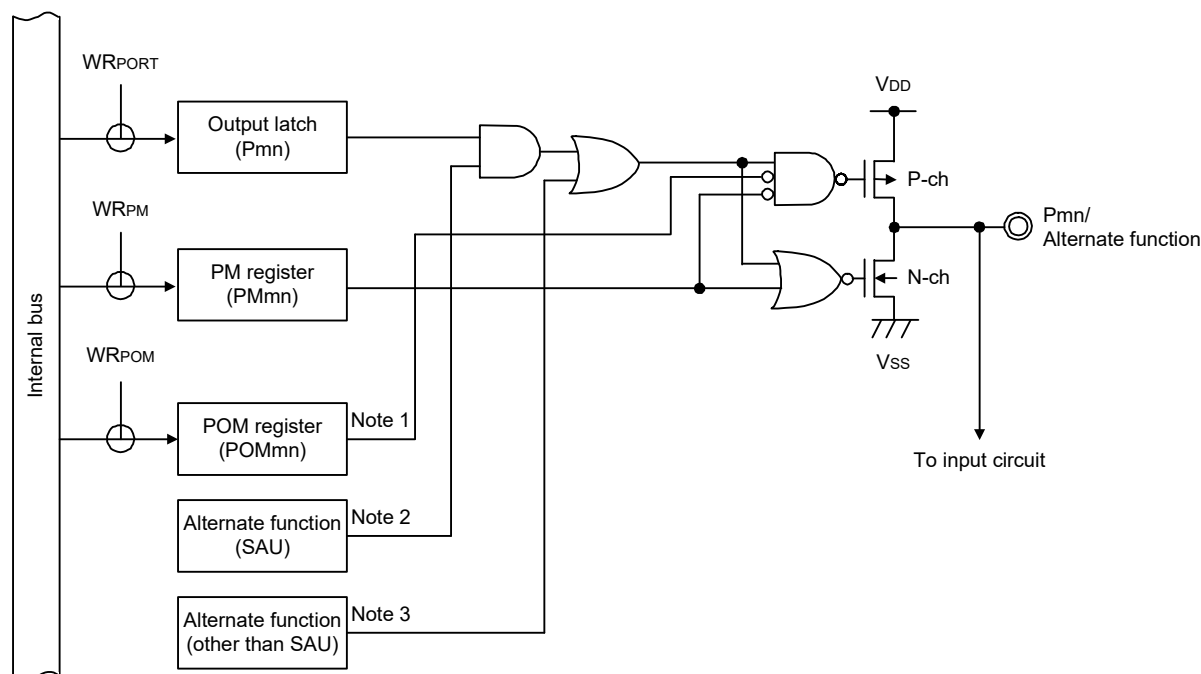 WRPORT
Output latch
(Pmn)
WRPM
PM register
(PMmn)
WRPOM
POM register
(POMmn)
Note 1
Alternate function
(SAU)
Note 2
Alternate function
(other than SAU)
Note 3
Internal bus
VDD
P-ch
Pmn/
Alternate function
N-ch
VSS
To input circuit